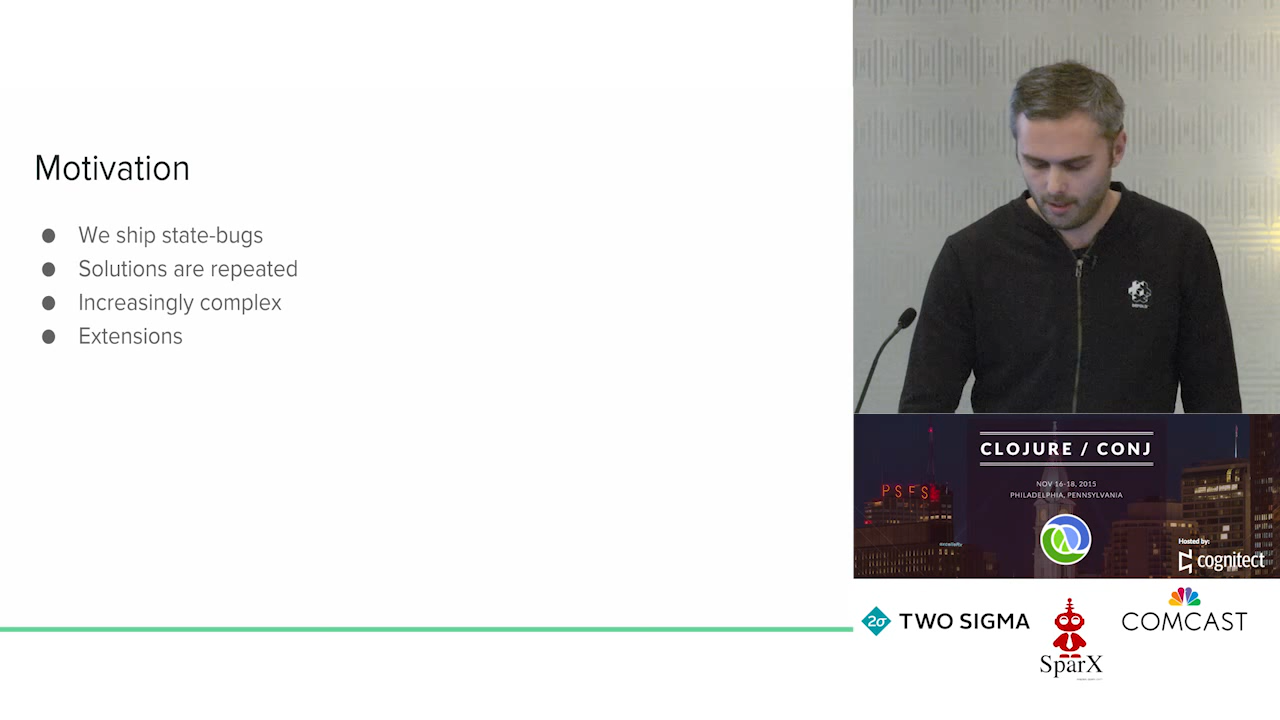 Motivation
We ship state-bugs
Solutions are repeated
Increasingly complex
Extensions
CLOJURE / CONJ
NOV 16-18, 2015
PHILADELPHIA, PENNSYLVANIA
PSFS
Hosted by:
cognitect
2σ TWO SIGMA
SparX
COMCAST